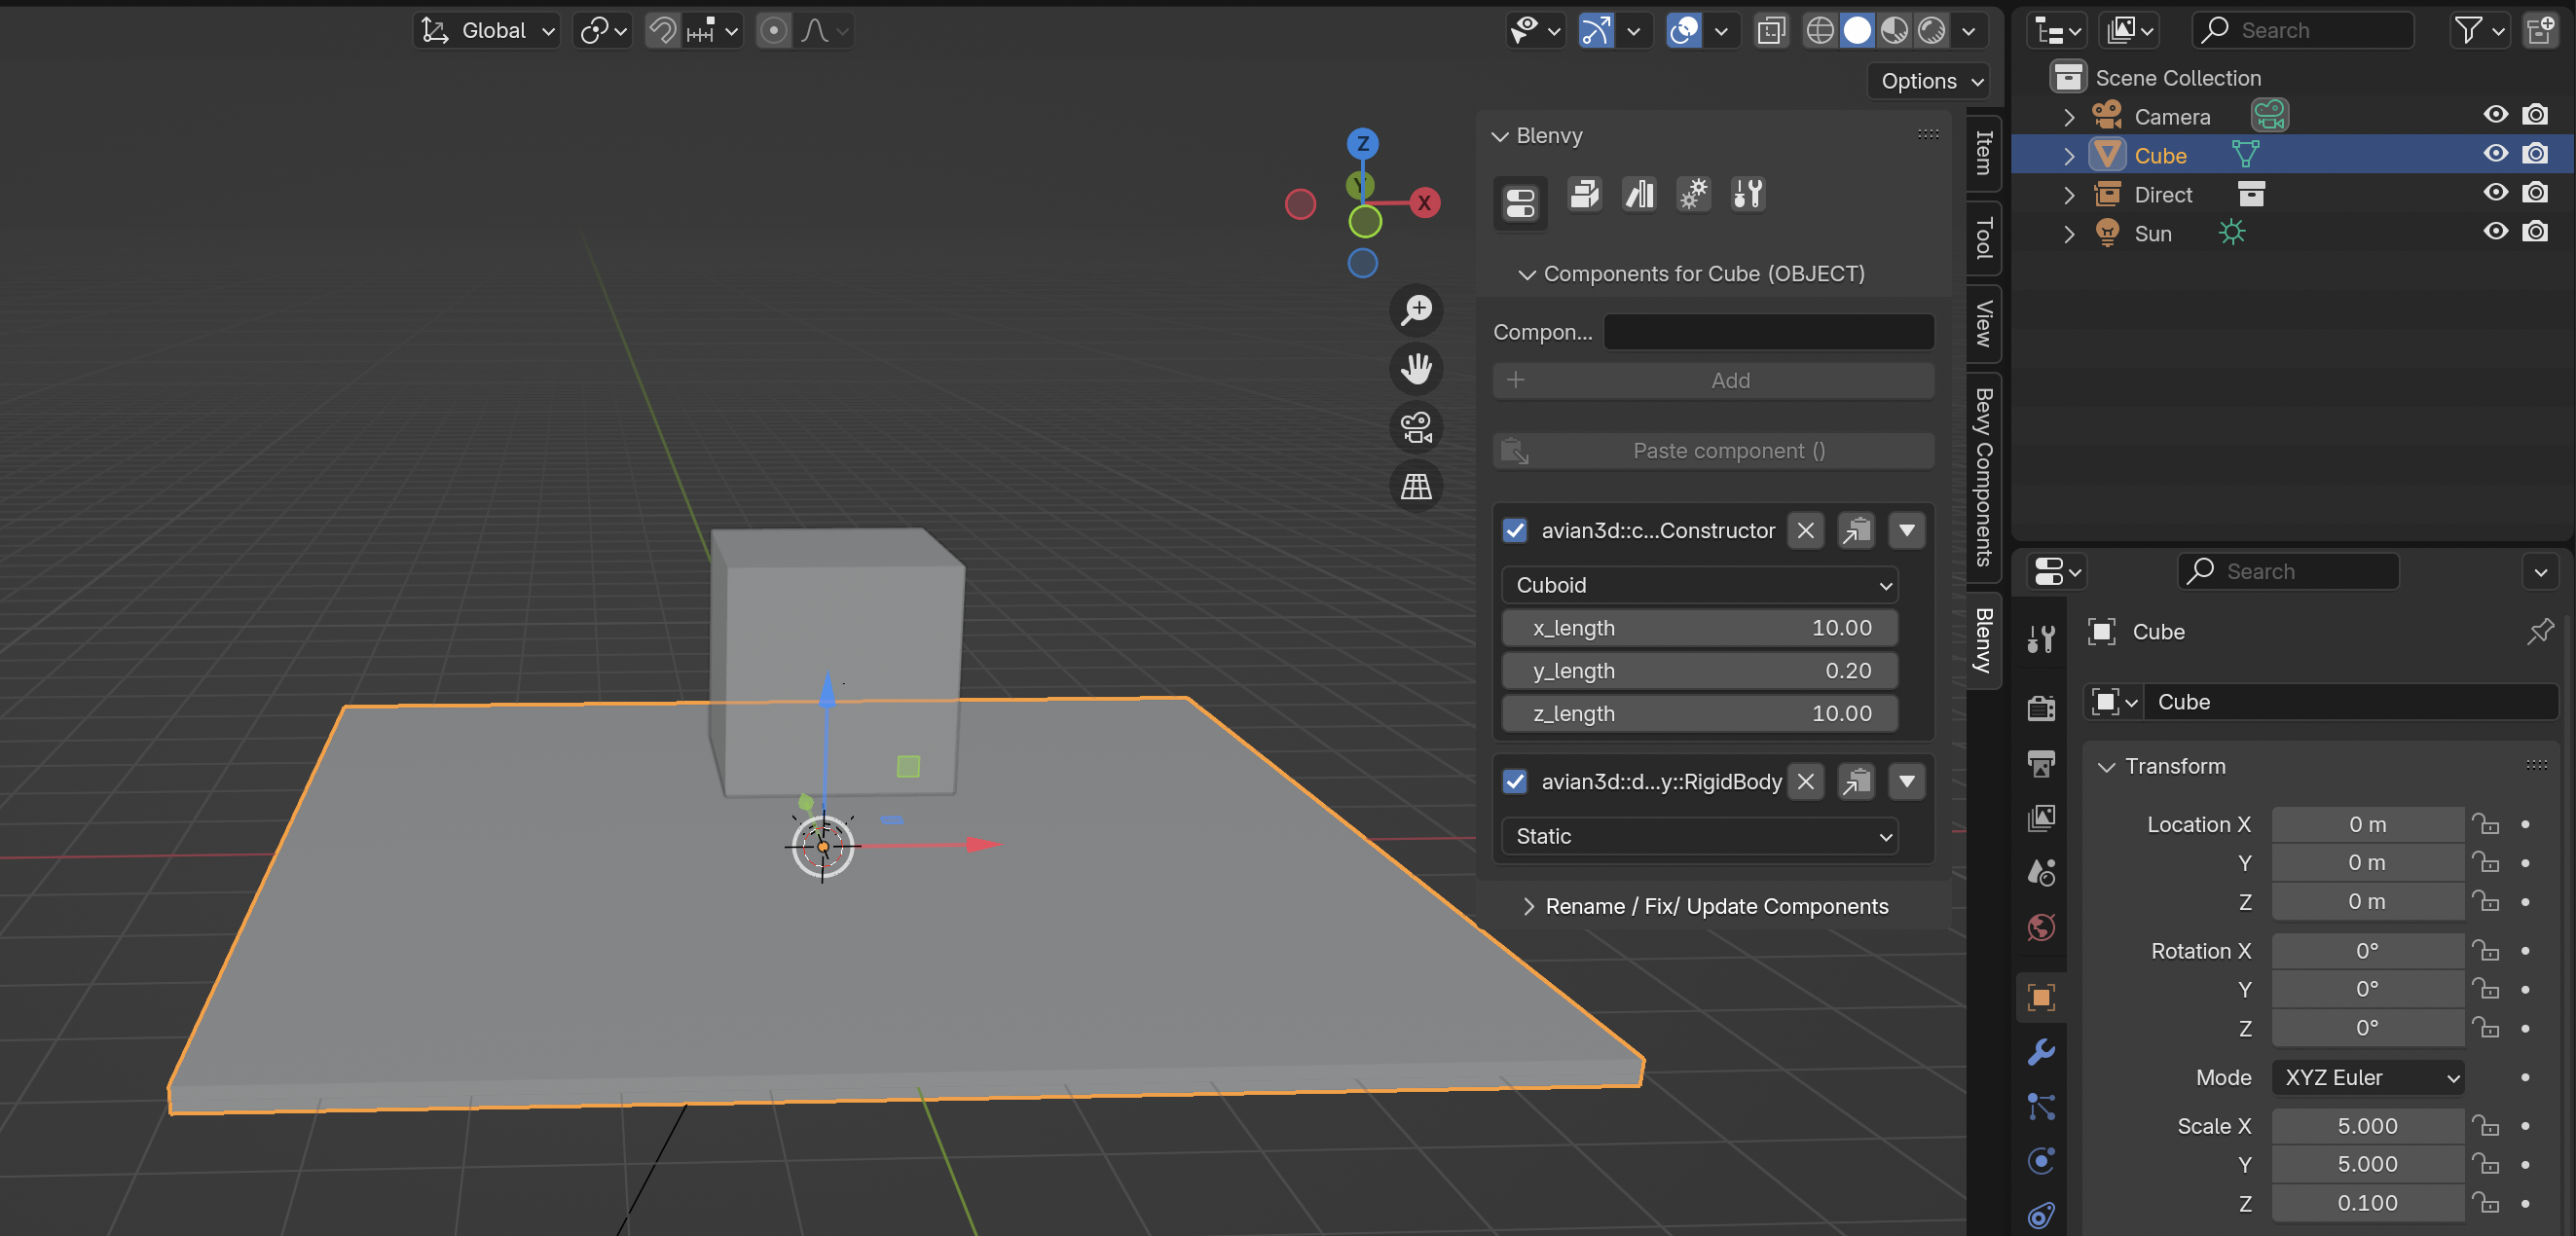 Global
Options
Z
Y
X
Blenvy
Components for Cube (OBJECT)
Compon...
Add
Paste component ()
avian3d::c...Constructor
Cuboid
x_length 10.00
y_length 0.20
z_length 10.00
avian3d::d...y::RigidBody
Static
Rename / Fix/ Update Components
Item
Tool
View
Bevy Components
Blenvy
Search
Scene Collection
Camera
Cube
Direct
Sun
Search
Cube
Cube
Transform
Location X 0 m
Y 0 m
Z 0 m
Rotation X 0°
Y 0°
Z 0°
Mode XYZ Euler
Scale X 5.000
Y 5.000
Z 0.100